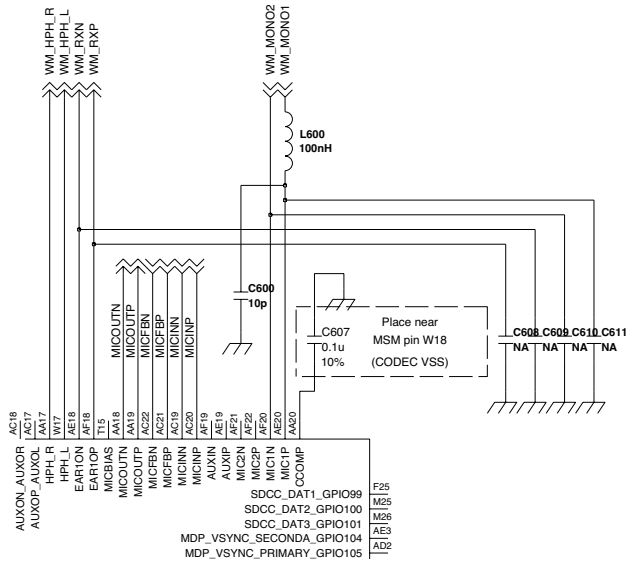 WM_HPH_R
WM_HPH_L
WM_RXN
WM_RXP
WM_MONO2
WM_MONO1
L600
100nH
C600
10p
MICOUTN
MICOUTP
MICFBN
MICFBP
MICINN
MICINP
C607
0.1u
10%
Place near
MSM pin W18
(CODEC VSS)
C608 C609 C610 C611
NA NA NA NA
AC18
AC17
AA17
W17
AE18
AF18
T15
AA18
AA19
AC22
AC21
AC19
AC20
AF19
AE19
AF21
AF22
AF20
AE20
AA20
AUXON_AUXOR
AUXOP_AUXOL
HPH_R
HPH_L
EAR1ON
EAR1OP
MICBIAS
MICOUTN
MICOUTP
MICFBN
MICFBP
MICINN
MICINP
AUXIN
AUXIP
MIC2N
MIC2P
MIC1N
MIC1P
CCOMP
SDCC_DAT1_GPIO99 F25
SDCC_DAT2_GPIO100 M25
SDCC_DAT3_GPIO101 M26
MDP_VSYNC_SECONDA_GPIO104 AE3
MDP_VSYNC_PRIMARY_GPIO105 AD2